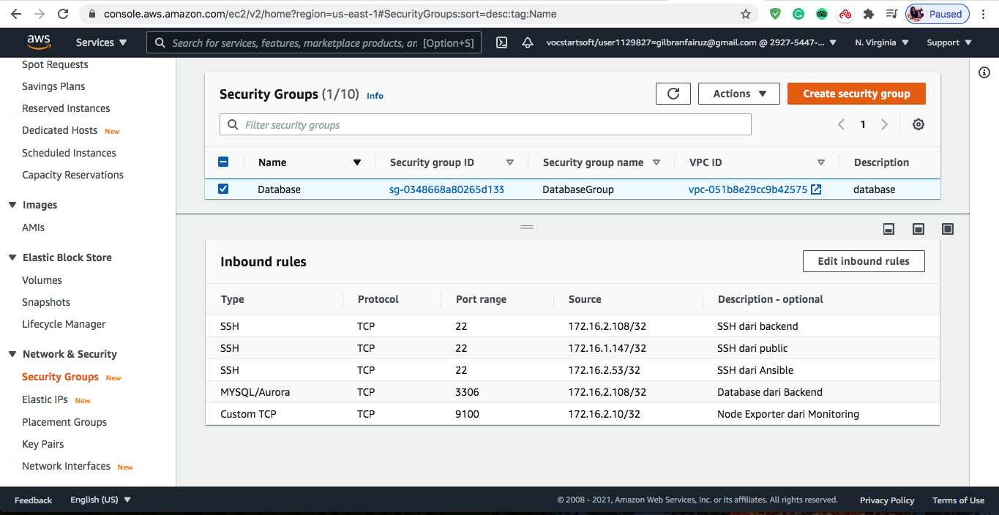 console.aws.amazon.com/ec2/v2/home?region=us-east-1#SecurityGroups:sort=desc:tag:Name
Paused
aws
Services
Search for services, features, marketplace products, an [Option+S]
vocstartsoft/user1129827=gilbranfairuz@gmail.com @ 2927-5447-...
N. Virginia
Support
Spot Requests
Savings Plans
Reserved Instances
Dedicated Hosts New
Scheduled Instances
Capacity Reservations
Images
AMIs
Elastic Block Store
Volumes
Snapshots
Lifecycle Manager
Network & Security
Security Groups New
Elastic IPs New
Placement Groups
Key Pairs
Network Interfaces New
Security Groups (1/10) Info
Actions
Create security group
Filter security groups
1
Name Security group ID Security group name VPC ID Description
Database sg-0348668a80265d133 DatabaseGroup vpc-051b8e29cc9b42575 database
Inbound rules
Edit inbound rules
Type Protocol Port range Source Description - optional
SSH TCP 22 172.16.2.108/32 SSH dari backend
SSH TCP 22 172.16.1.147/32 SSH dari public
SSH TCP 22 172.16.2.53/32 SSH dari Ansible
MYSQL/Aurora TCP 3306 172.16.2.108/32 Database dari Backend
Custom TCP TCP 9100 172.16.2.10/32 Node Exporter dari Monitoring
Feedback
English (US)
© 2008 - 2021, Amazon Web Services, Inc. or its affiliates. All rights reserved.
Privacy Policy
Terms of Use